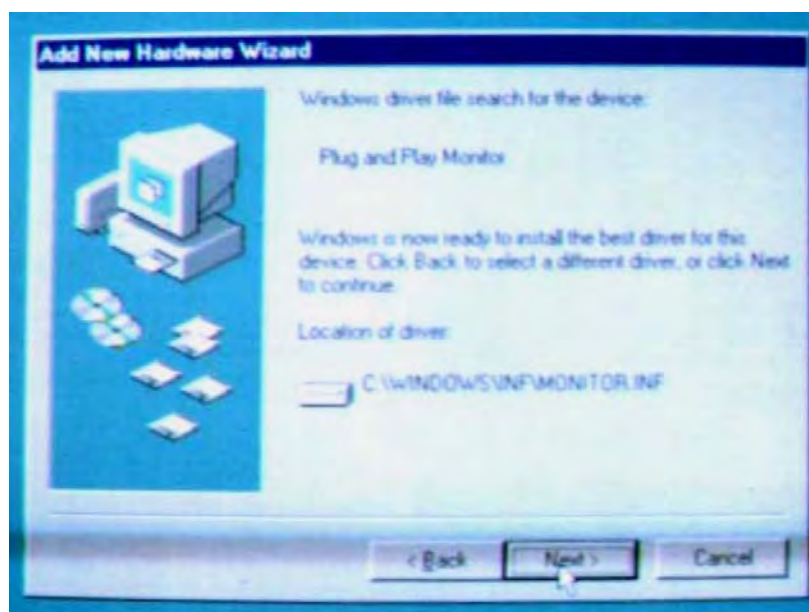 Add New Hardware Wizard
Windows driver file search for the device:
Plug and Play Monitor
Windows is now ready to install the best driver for this
device. Click Back to select a different driver, or click Next
to continue.
Location of driver:
C:\WINDOWS\INF\MONITOR.INF
< Back
Next >
Cancel